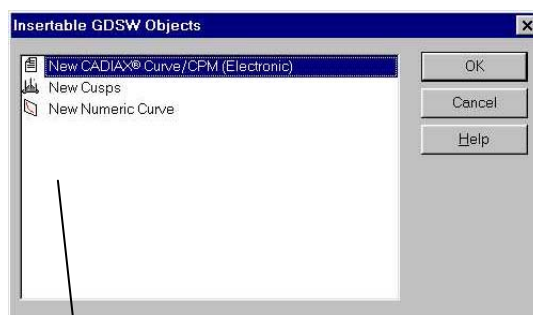 Insertable GDSW Objects
New CADIAX® Curve/CPM (Electronic)
New Cusps
New Numeric Curve
OK
Cancel
Help